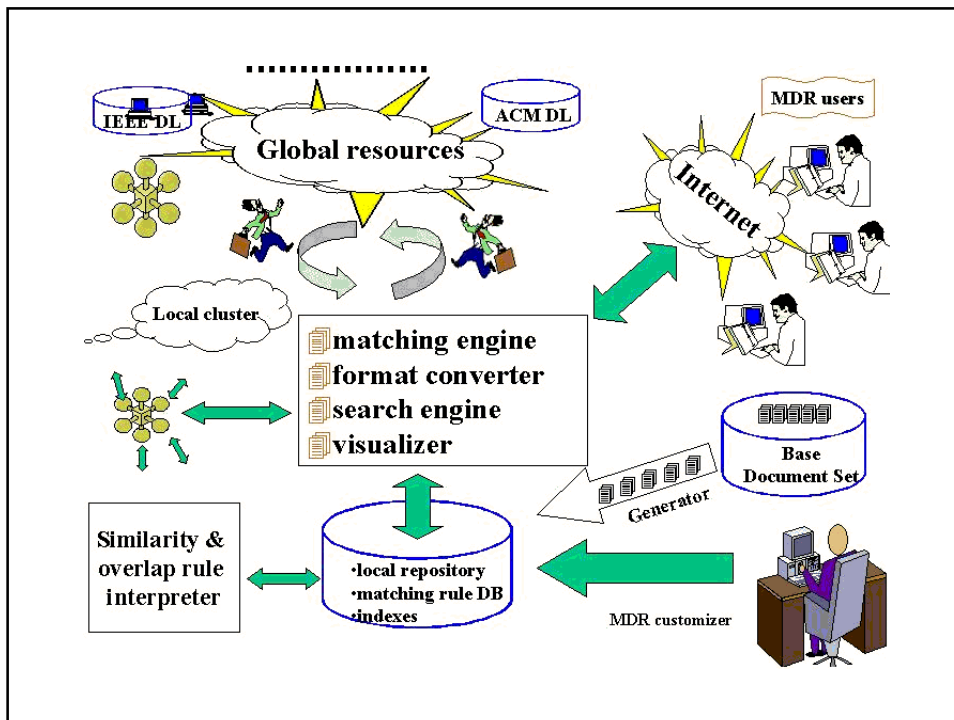 MDR users
IEEE DL
ACM DL
Global resources
Internet
Local cluster
matching engine
format converter
search engine
visualizer
Base
Document Set
Generator
Similarity &
overlap rule
interpreter
•local repository
•matching rule DB
•indexes
MDR customizer